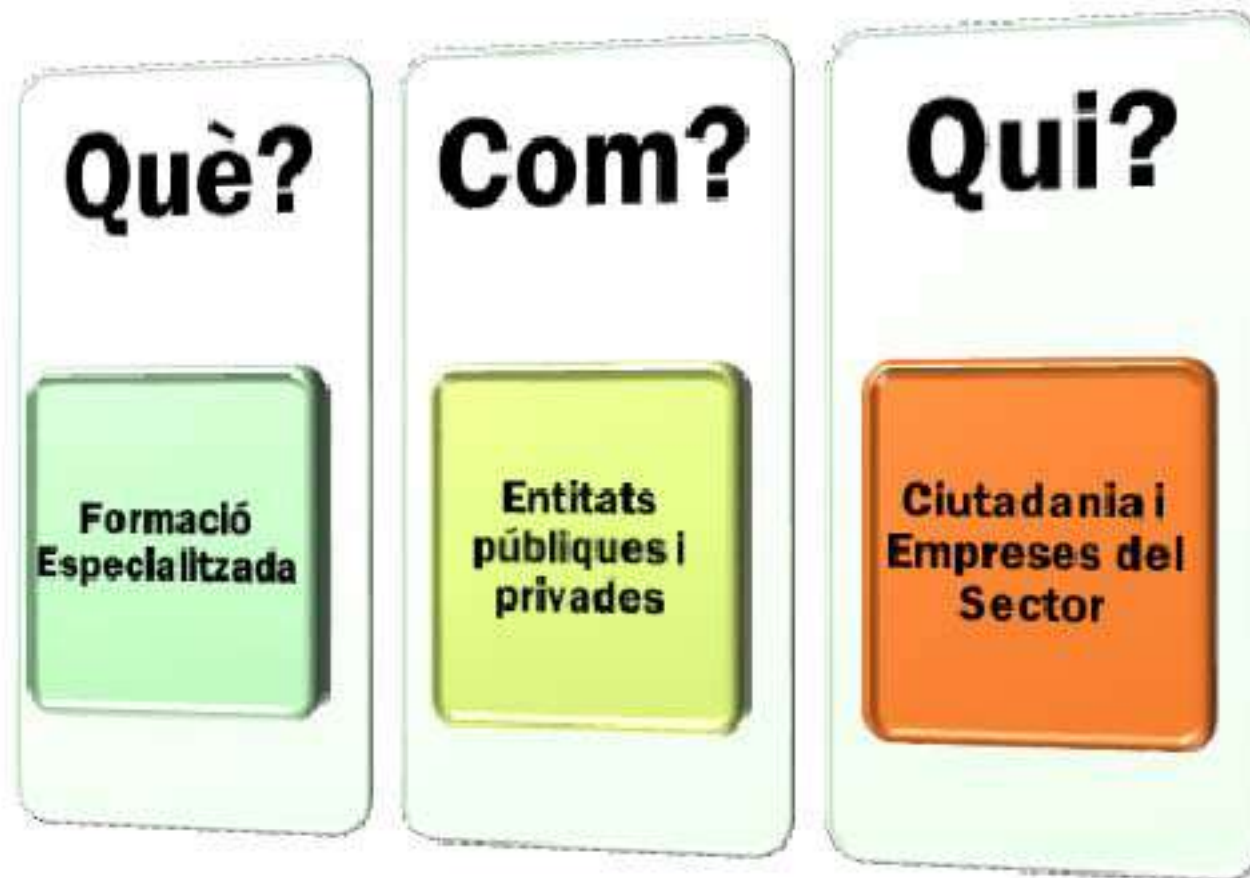 Què?
Formació
Especialitzada
Com?
Entitats
públiques i
privades
Qui?
Ciutadania i
Empreses del
Sector